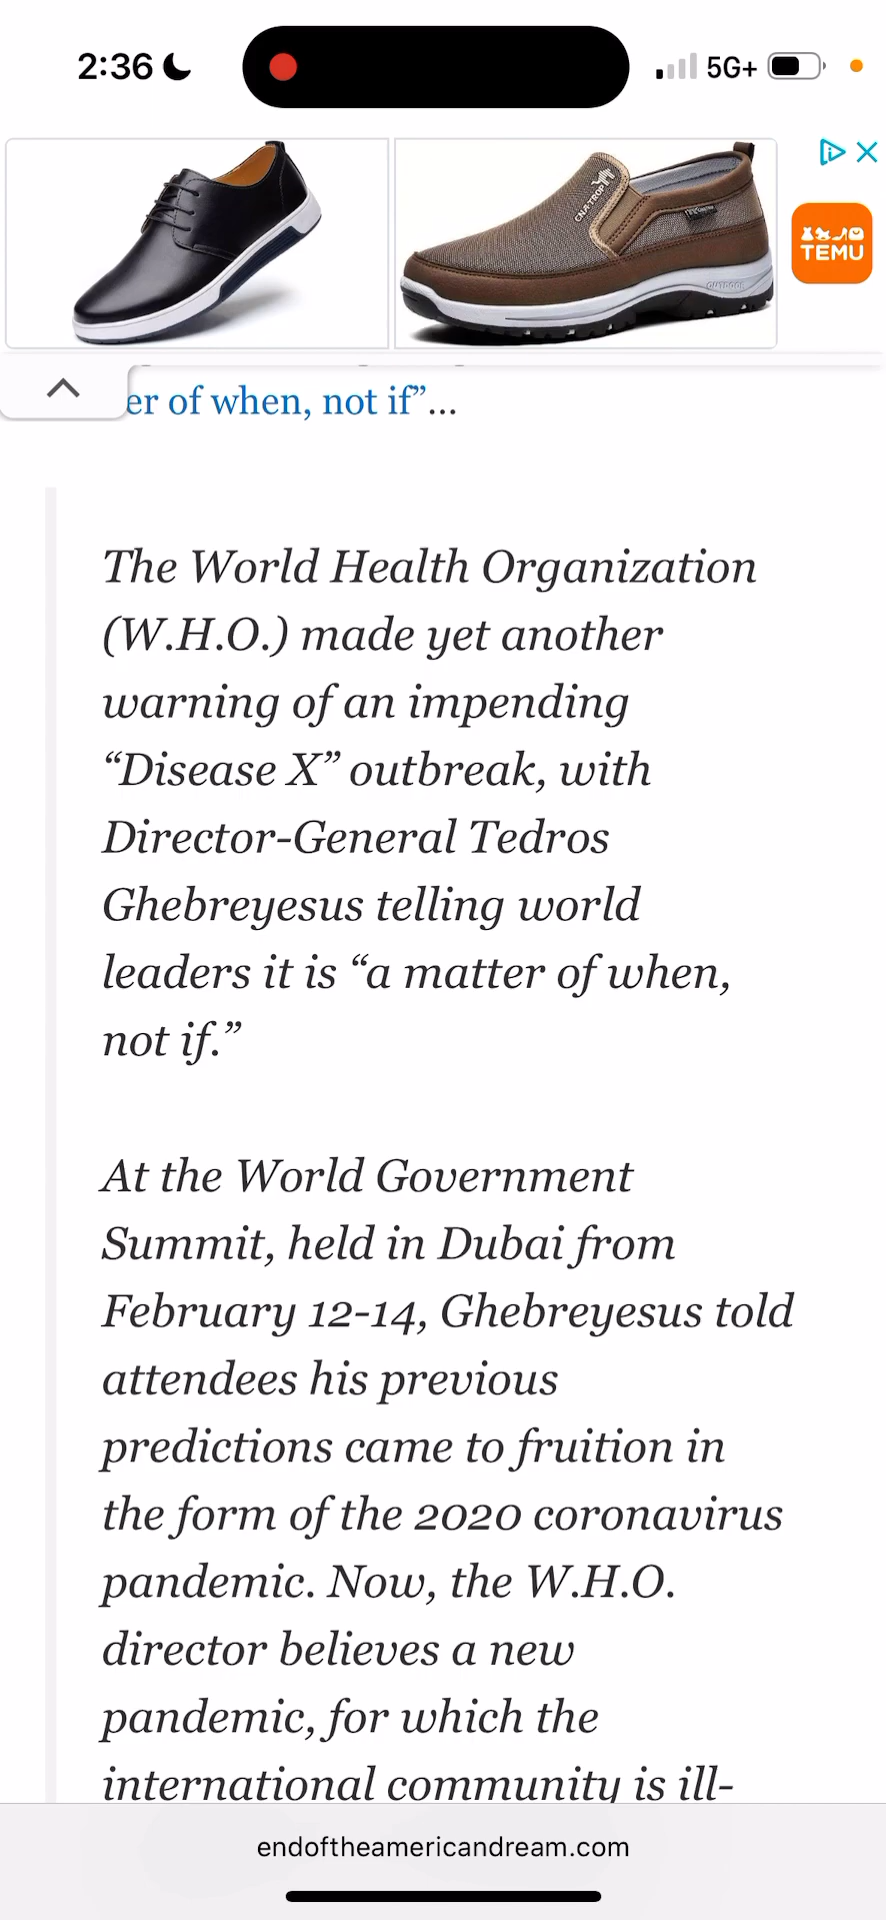 2:36
5G+
CNATROP
TEMU
er of when, not if”...
The World Health Organization
(W.H.O.) made yet another
warning of an impending
“Disease X” outbreak, with
Director-General Tedros
Ghebreyesus telling world
leaders it is “a matter of when,
not if.”
At the World Government
Summit, held in Dubai from
February 12-14, Ghebreyesus told
attendees his previous
predictions came to fruition in
the form of the 2020 coronavirus
pandemic. Now, the W.H.O.
director believes a new
pandemic, for which the
international community is ill-
endoftheamericandream.com